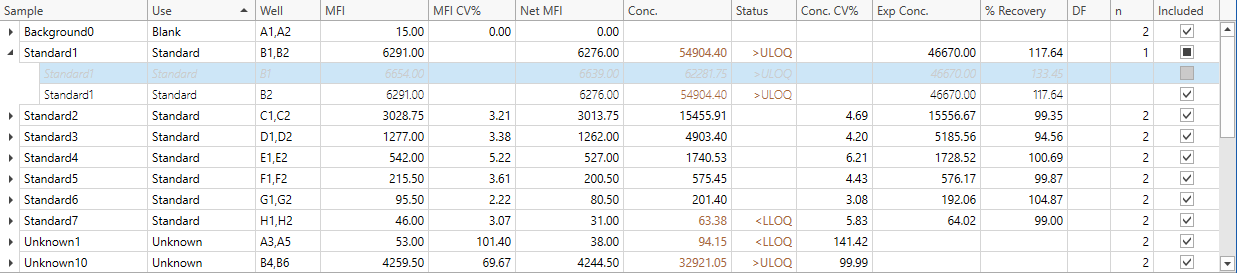 Sample Use Well MFI MFI CV% Net MFI Conc. Status Conc. CV% Exp Conc. % Recovery DF n Included
Background0 Blank A1,A2 15.00 0.00 0.00 2
Standard1 Standard B1,B2 6291.00 6276.00 54904.40 >ULOQ 46670.00 117.64 1
Standard1 Standard B1 6654.00 6639.00 62281.75 >ULOQ 46670.00 133.45
Standard1 Standard B2 6291.00 6276.00 54904.40 >ULOQ 46670.00 117.64
Standard2 Standard C1,C2 3028.75 3.21 3013.75 15455.91 4.69 15556.67 99.35 2
Standard3 Standard D1,D2 1277.00 3.38 1262.00 4903.40 4.20 5185.56 94.56 2
Standard4 Standard E1,E2 542.00 5.22 527.00 1740.53 6.21 1728.52 100.69 2
Standard5 Standard F1,F2 215.50 3.61 200.50 575.45 4.43 576.17 99.87 2
Standard6 Standard G1,G2 95.50 2.22 80.50 201.40 3.08 192.06 104.87 2
Standard7 Standard H1,H2 46.00 3.07 31.00 63.38 <LLOQ 5.83 64.02 99.00 2
Unknown1 Unknown A3,A5 53.00 101.40 38.00 94.15 <LLOQ 141.42 2
Unknown10 Unknown B4,B6 4259.50 69.67 4244.50 32921.05 >ULOQ 99.99 2